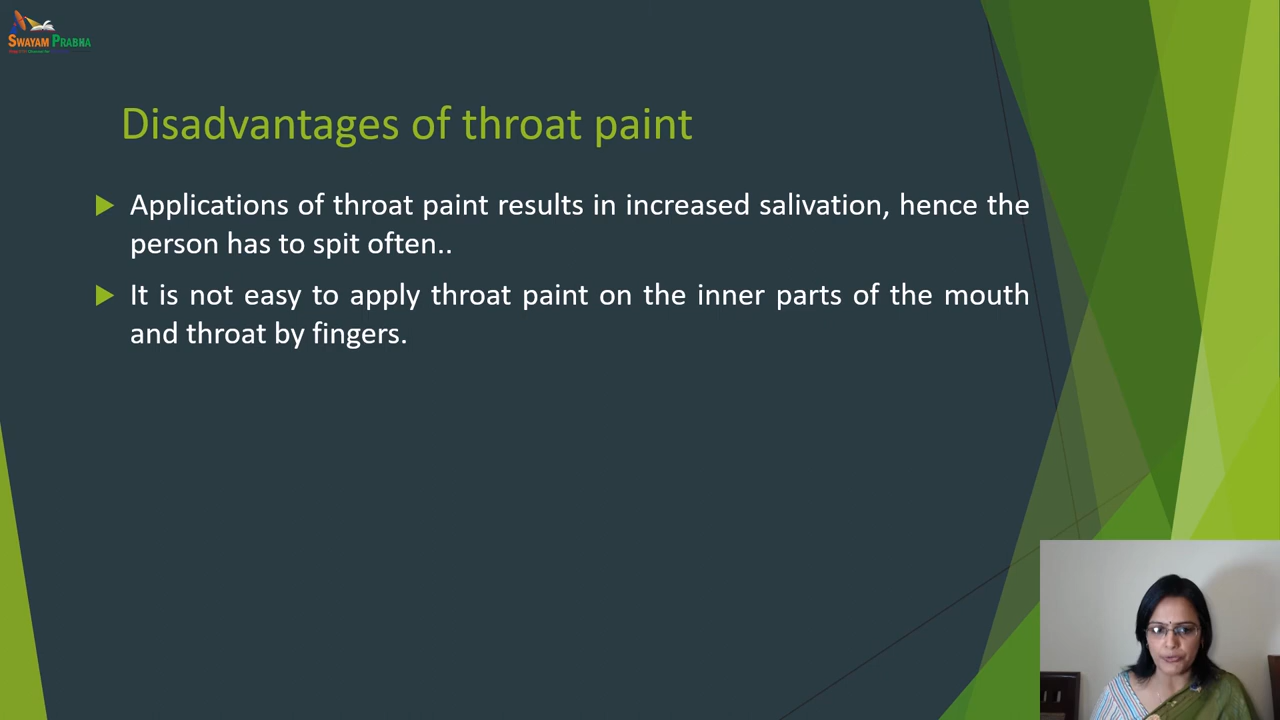 SWAYAM PRABHA
Disadvantages of throat paint
Applications of throat paint results in increased salivation, hence the
person has to spit often..
It is not easy to apply throat paint on the inner parts of the mouth
and throat by fingers.